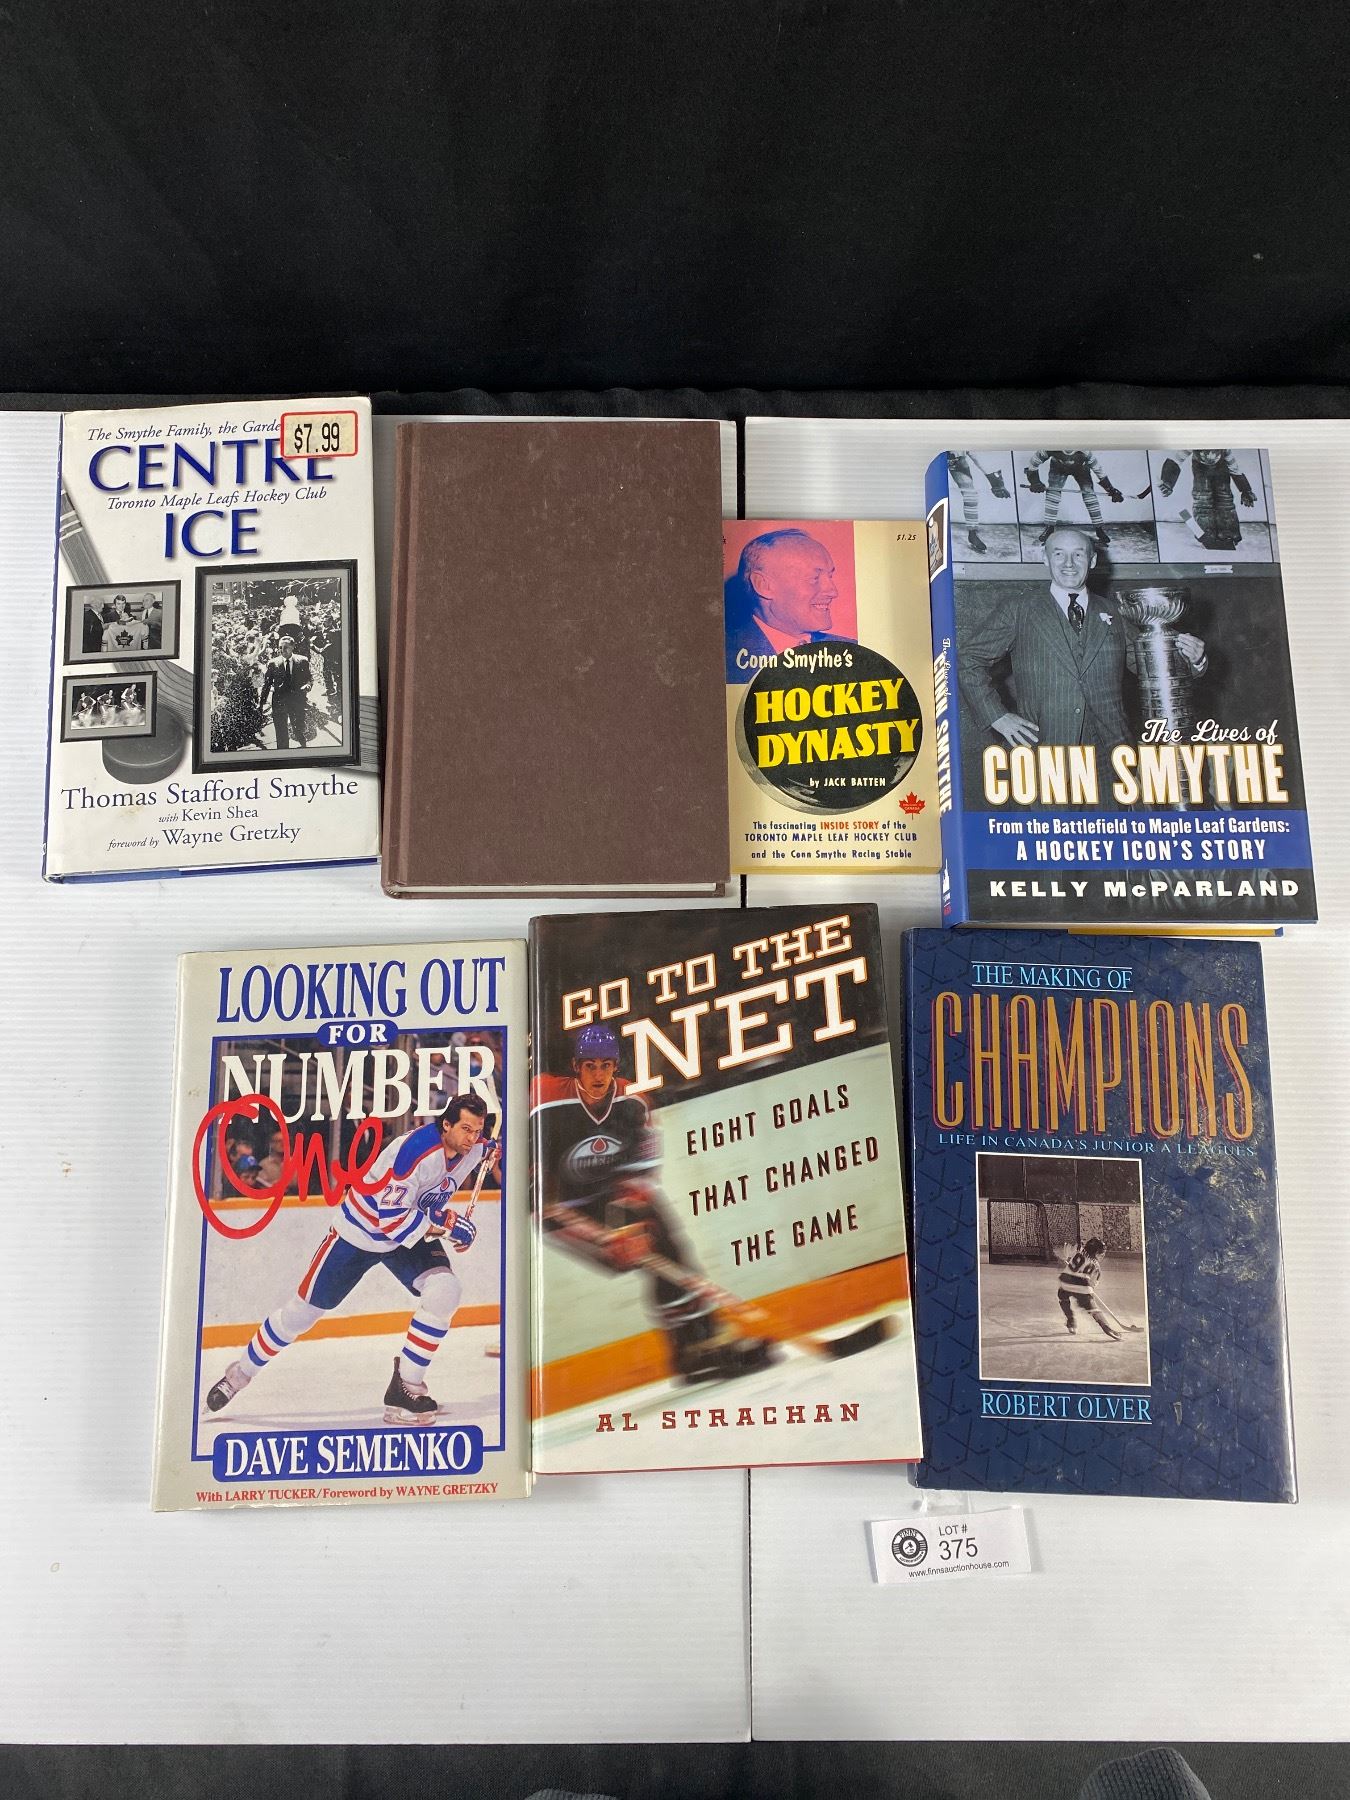 The Smythe Family, the Garde
$7.99
CENTRE
Toronto Maple Leafs Hockey Club
ICE
Thomas Stafford Smythe
with Kevin Shea
foreword by Wayne Gretzky
$1.25
Conn Smythe's
HOCKEY
DYNASTY
by JACK BATTEN
The fascinating INSIDE STORY of the
TORONTO MAPLE LEAF HOCKEY CLUB
and the Conn Smythe Racing Stable
CONN SMYTHE
The Lives of
CONN SMYTHE
From the Battlefield to Maple Leaf Gardens:
A HOCKEY ICON'S STORY
KELLY McPARLAND
LOOKING OUT
FOR
NUMBER
One
27
DAVE SEMENKO
With LARRY TUCKER/Foreword by WAYNE GRETZKY
GO TO THE
NET
EIGHT GOALS
THAT CHANGED
THE GAME
AL STRACHAN
THE MAKING OF
CHAMPIONS
LIFE IN CANADA'S JUNIOR A LEAGUES
ROBERT OLVER
LOT #
375
www.finnsauctionhouse.com